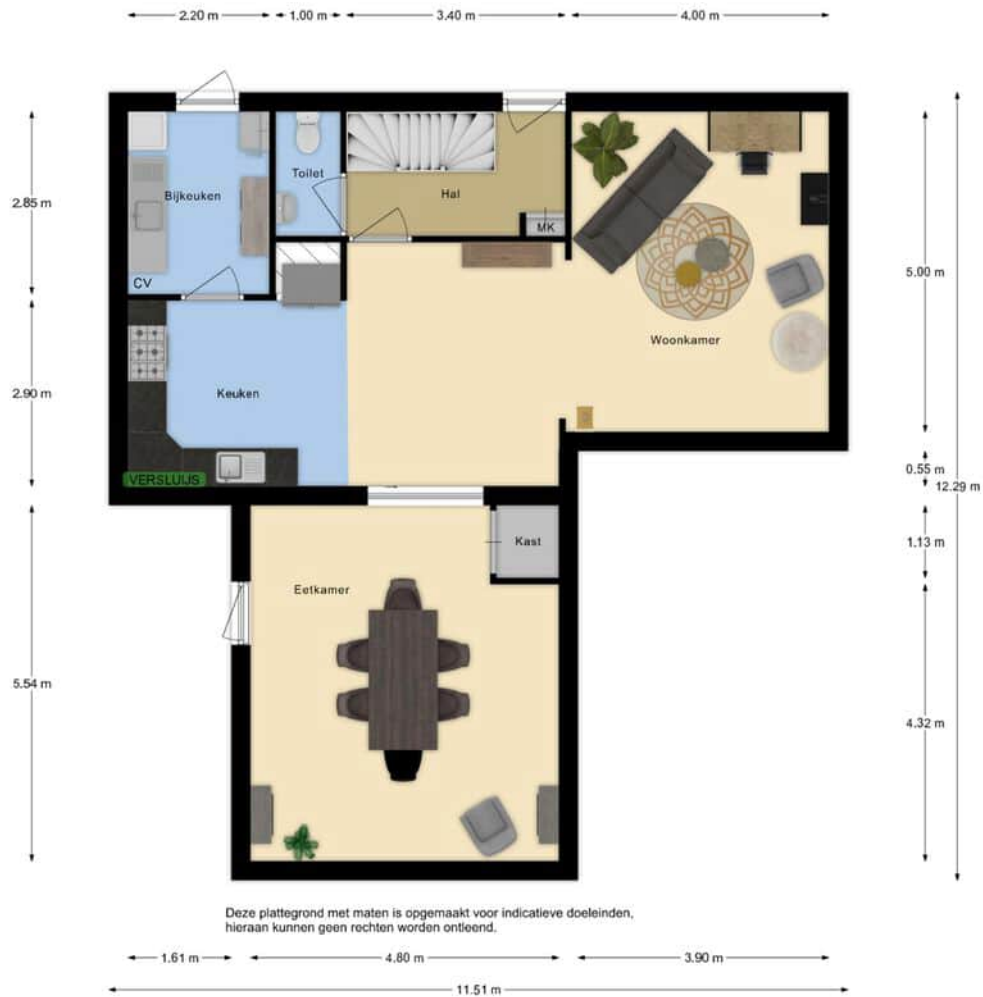 2.20 m
1.00 m
3.40 m
4.00 m
Bijkeuken
Toilet
Hal
MK
CV
2.85 m
5.00 m
Woonkamer
Keuken
2.90 m
VERSLUIJS
0.55 m
12.29 m
Kast
1.13 m
Eetkamer
5.54 m
4.32 m
Deze plattegrond met maten is opgemaakt voor indicatieve doeleinden,
hieraan kunnen geen rechten worden ontleend.
1.61 m
4.80 m
3.90 m
11.51 m